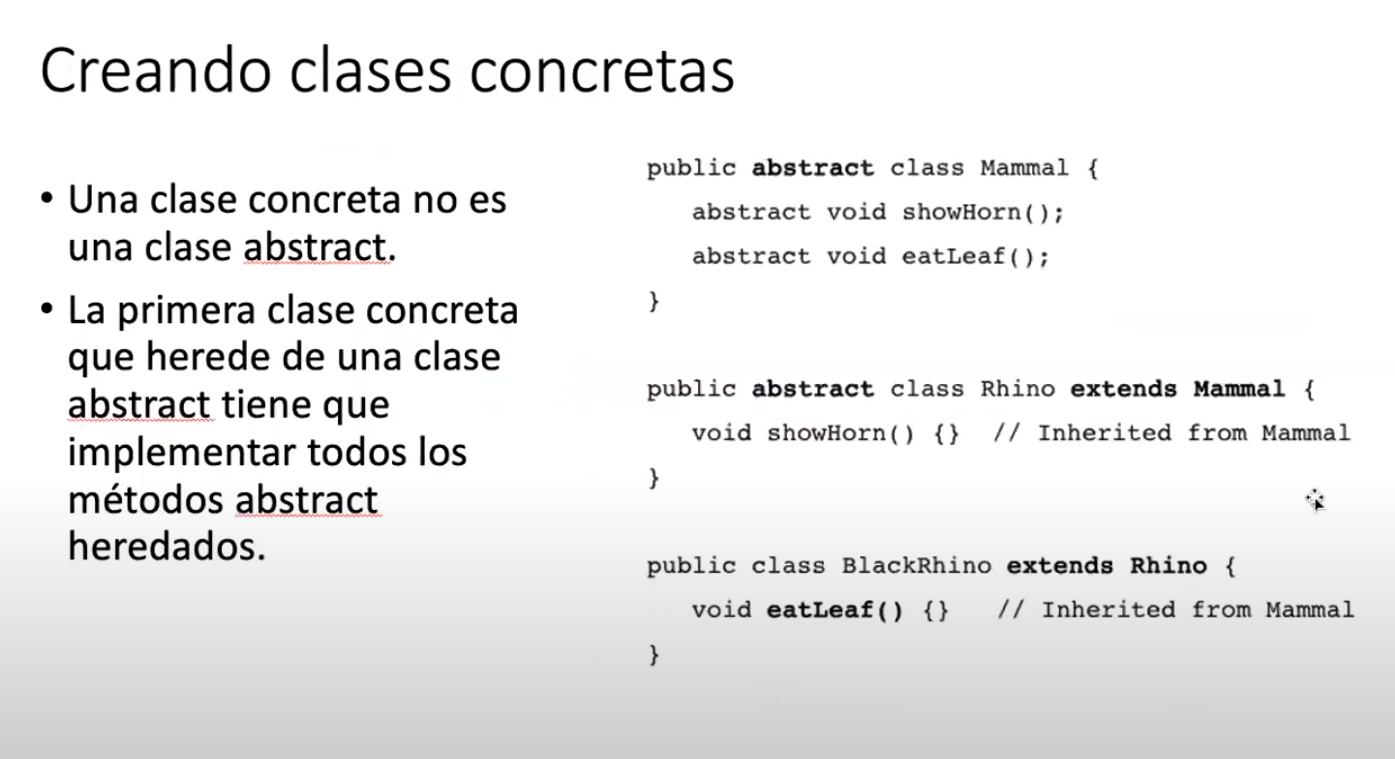 Creando clases concretas
• Una clase concreta no es
una clase abstract.
• La primera clase concreta
que herede de una clase
abstract tiene que
implementar todos los
métodos abstract
heredados.
public abstract class Mammal {
abstract void showHorn();
abstract void eatLeaf();
}
public abstract class Rhino extends Mammal {
void showHorn() {}  // Inherited from Mammal
}
public class BlackRhino extends Rhino {
void eatLeaf() {}   // Inherited from Mammal
}